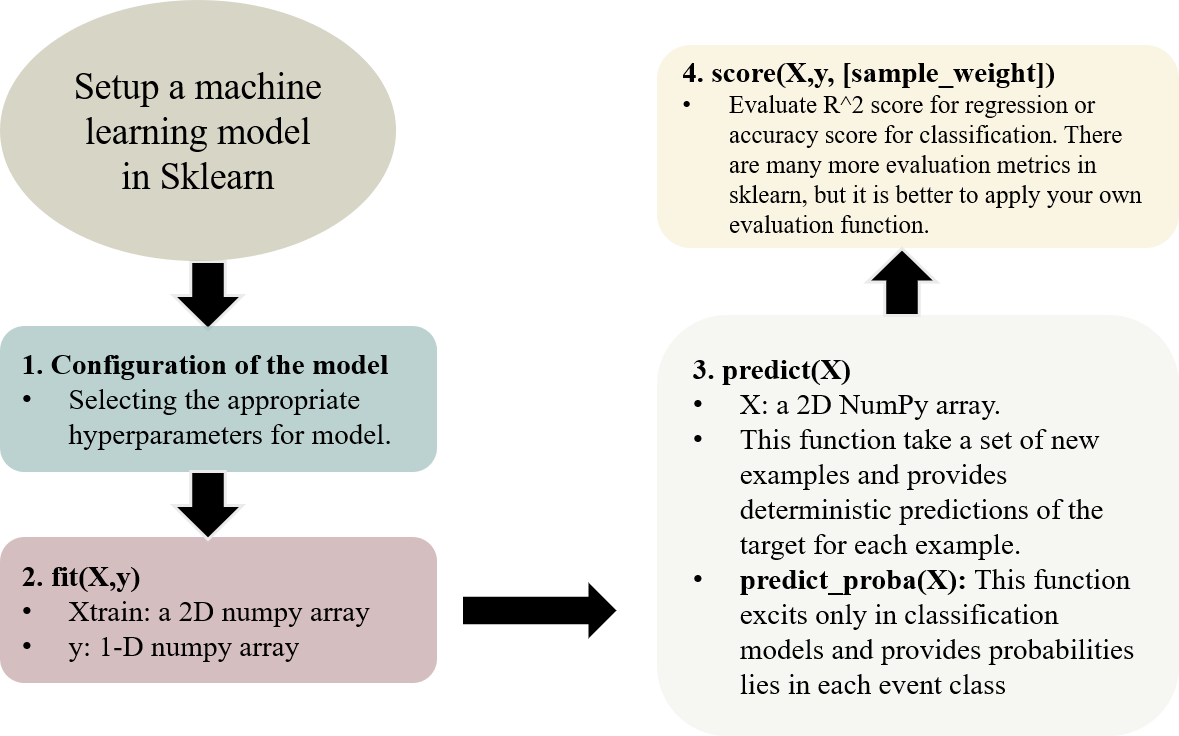 Setup a machine
learning model
in Sklearn
1. Configuration of the model
• Selecting the appropriate
hyperparameters for model.
2. fit(X,y)
• Xtrain: a 2D numpy array
• y: 1-D numpy array
3. predict(X)
• X: a 2D NumPy array.
• This function take a set of new
examples and provides
deterministic predictions of the
target for each example.
• predict_proba(X): This function
excits only in classification
models and provides probabilities
lies in each event class
4. score(X,y, [sample_weight])
• Evaluate R^2 score for regression or
accuracy score for classification. There
are many more evaluation metrics in
sklearn, but it is better to apply your own
evaluation function.